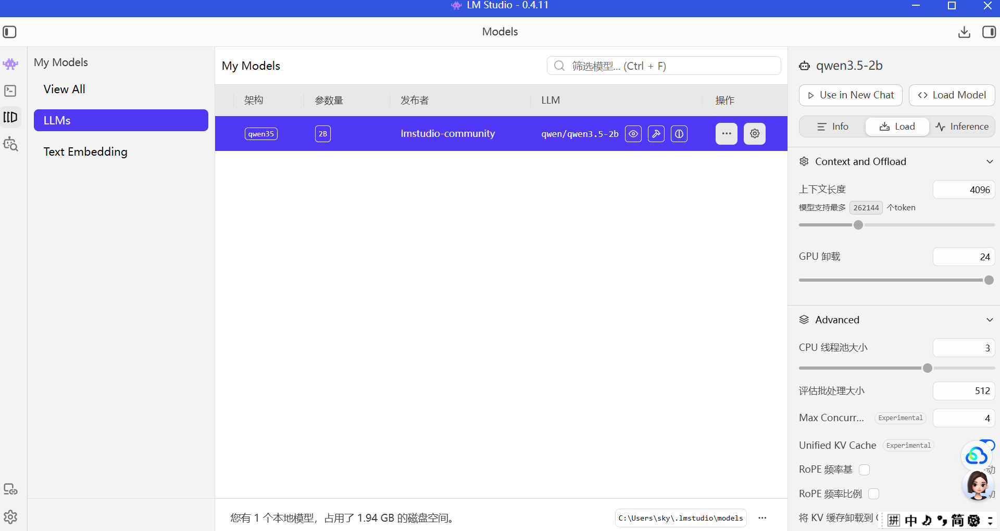 LM Studio - 0.4.11
Models
My Models
View All
LLMs
Text Embedding
My Models
筛选模型... (Ctrl + F)
架构 参数量 发布者 LLM 操作
qwen35 2B lmstudio-community qwen/qwen3.5-2b
您有 1 个本地模型，占用了 1.94 GB 的磁盘空间。
C:\Users\sky\.lmstudio\models
qwen3.5-2b
Use in New Chat
Load Model
Info Load Inference
Context and Offload
上下文长度 4096
模型支持最多 262144 个token
GPU 卸载 24
Advanced
CPU 线程池大小 3
评估批处理大小 512
Max Concurr... Experimental 4
Unified KV Cache Experimental
RoPE 频率基 动
RoPE 频率比例
将 KV 缓存卸载到
拼 中 简